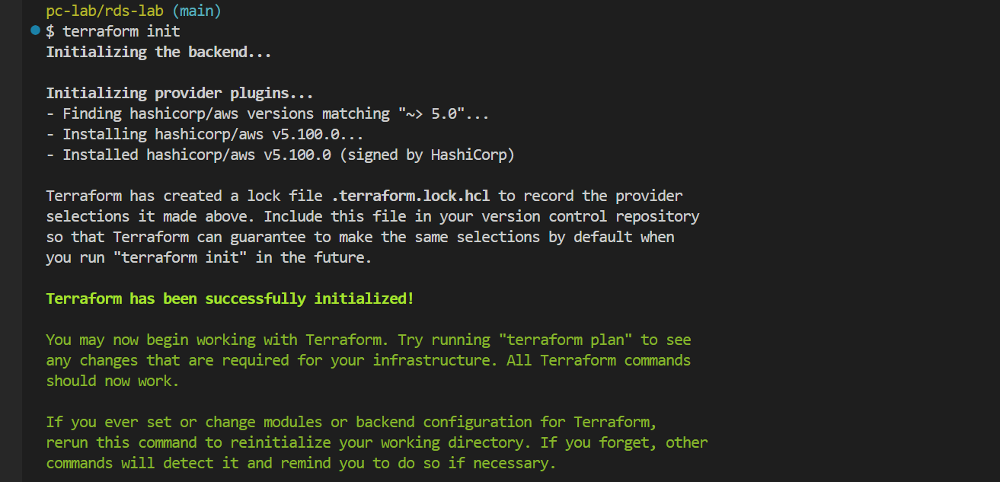 pc-lab/rds-lab (main)
$ terraform init
Initializing the backend...
Initializing provider plugins...
- Finding hashicorp/aws versions matching "~> 5.0"...
- Installing hashicorp/aws v5.100.0...
- Installed hashicorp/aws v5.100.0 (signed by HashiCorp)
Terraform has created a lock file .terraform.lock.hcl to record the provider
selections it made above. Include this file in your version control repository
so that Terraform can guarantee to make the same selections by default when
you run "terraform init" in the future.
Terraform has been successfully initialized!
You may now begin working with Terraform. Try running "terraform plan" to see
any changes that are required for your infrastructure. All Terraform commands
should now work.
If you ever set or change modules or backend configuration for Terraform,
rerun this command to reinitialize your working directory. If you forget, other
commands will detect it and remind you to do so if necessary.